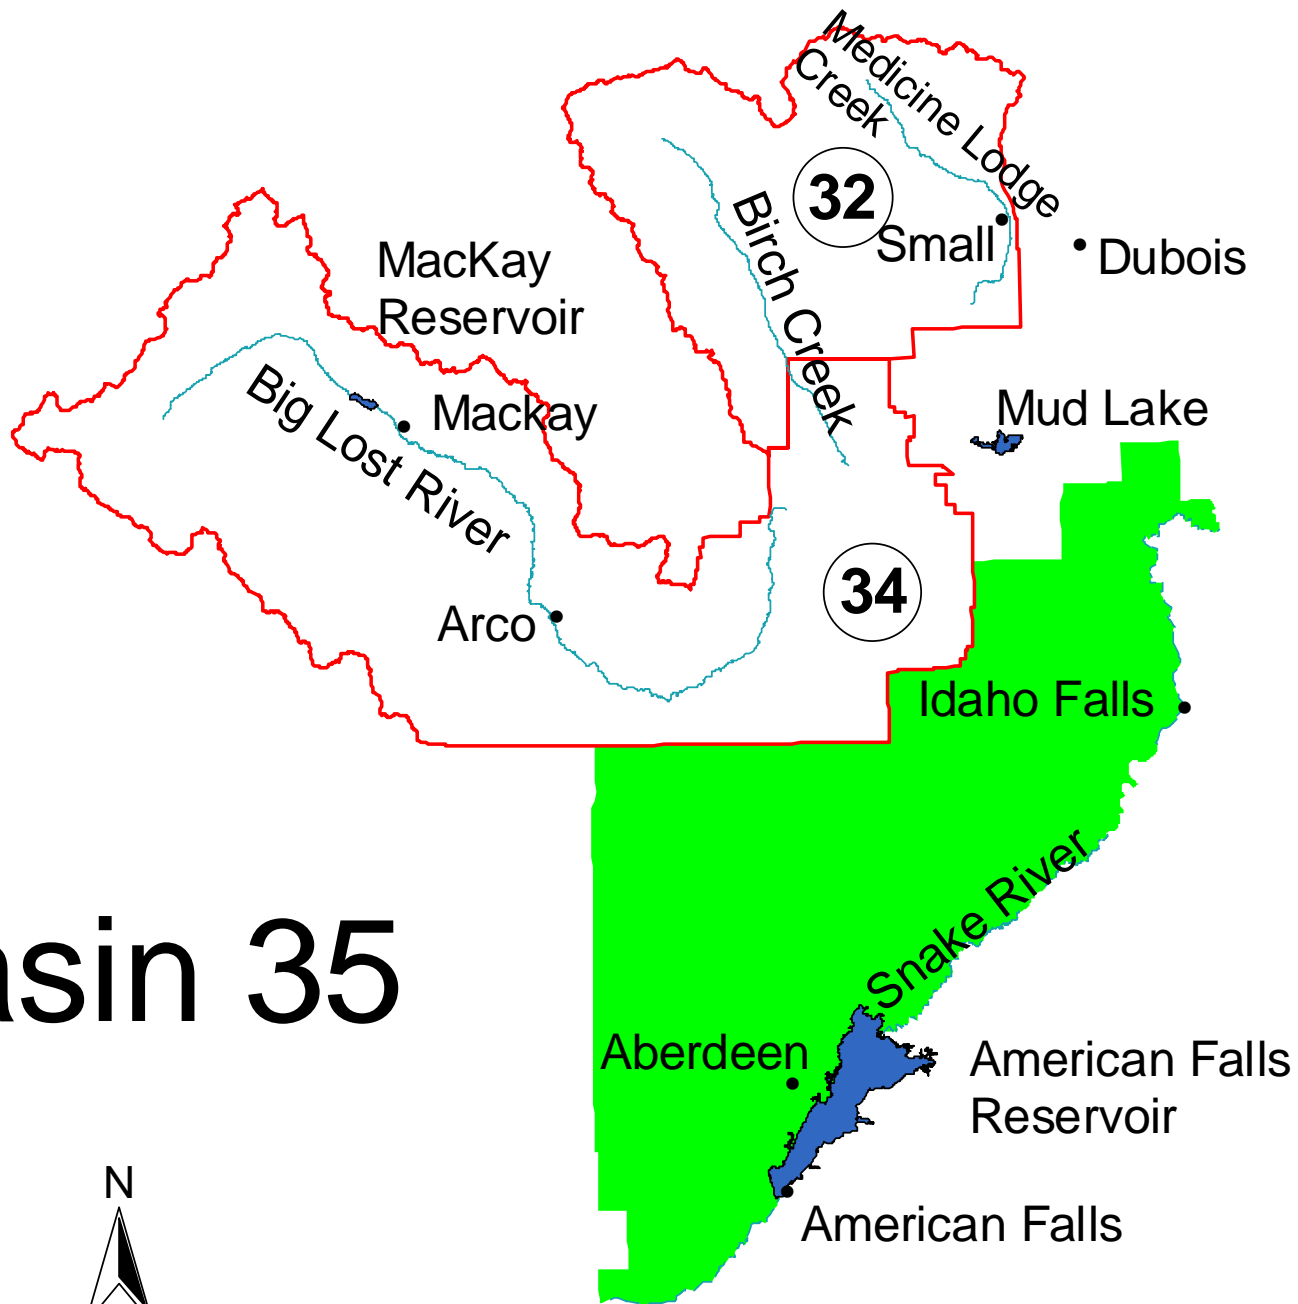 Medicine Lodge
Creek
32
Birch Creek
Small
Dubois
MacKay
Reservoir
Big Lost River
Mackay
Mud Lake
34
Arco
Idaho Falls
Snake River
asin 35
Aberdeen
American Falls
Reservoir
American Falls
N